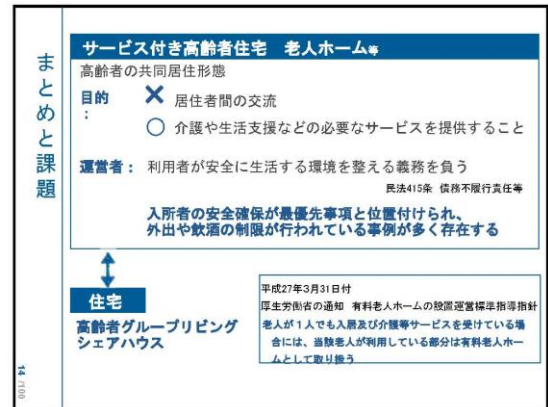 まとめと課題
サービス付き高齢者住宅　老人ホーム等
高齢者の共同居住形態
目的：
× 居住者間の交流
○ 介護や生活支援などの必要なサービスを提供すること
運営者： 利用者が安全に生活する環境を整える義務を負う
民法415条 債務不履行責任等
入所者の安全確保が最優先事項と位置付けられ、
外出や飲酒の制限が行われている事例が多く存在する
住宅
高齢者グループリビング
シェアハウス
平成27年3月31日付
厚生労働省の通知 有料老人ホームの設置運営標準指導指針
老人が１人でも入居及び介護等サービスを受けている場
合には、当該老人が利用している部分は有料老人ホー
ムとして取り扱う
14 /100